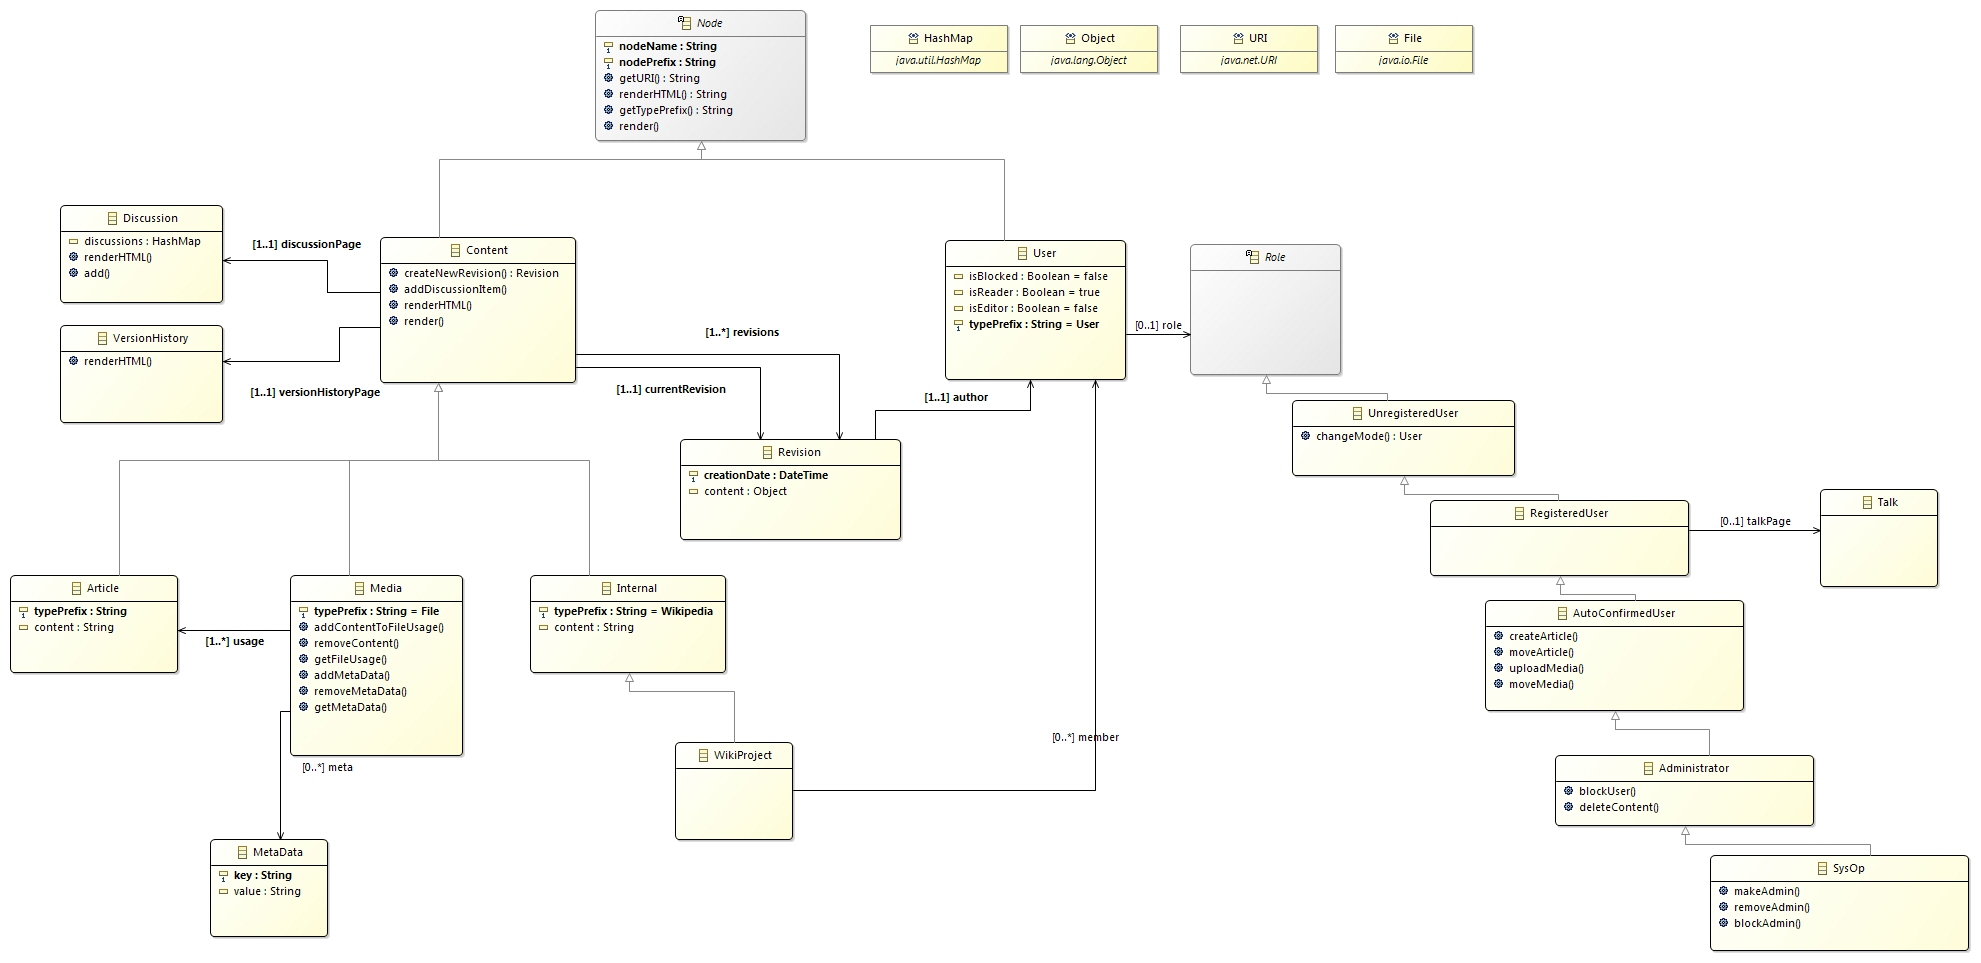 Node
nodeName : String
nodePrefix : String
getURI() : String
renderHTML() : String
getTypePrefix() : String
render()
HashMap
java.util.HashMap
Object
java.lang.Object
URI
java.net.URI
File
java.io.File
Discussion
discussions : HashMap
renderHTML()
add()
[1..1] discussionPage
Content
createNewRevision() : Revision
addDiscussionItem()
renderHTML()
render()
User
isBlocked : Boolean = false
isReader : Boolean = true
isEditor : Boolean = false
typePrefix : String = User
[0..1] role
Role
VersionHistory
renderHTML()
[1..1] versionHistoryPage
[1..*] revisions
[1..1] currentRevision
[1..1] author
UnregisteredUser
changeMode() : User
Revision
creationDate : DateTime
content : Object
RegisteredUser
[0..1] talkPage
Talk
Article
typePrefix : String
content : String
[1..*] usage
Media
typePrefix : String = File
addContentToFileUsage()
removeContent()
getFileUsage()
addMetaData()
removeMetaData()
getMetaData()
Internal
typePrefix : String = Wikipedia
content : String
AutoConfirmedUser
createArticle()
moveArticle()
uploadMedia()
moveMedia()
[0..*] meta
WikiProject
[0..*] member
Administrator
blockUser()
deleteContent()
MetaData
key : String
value : String
SysOp
makeAdmin()
removeAdmin()
blockAdmin()